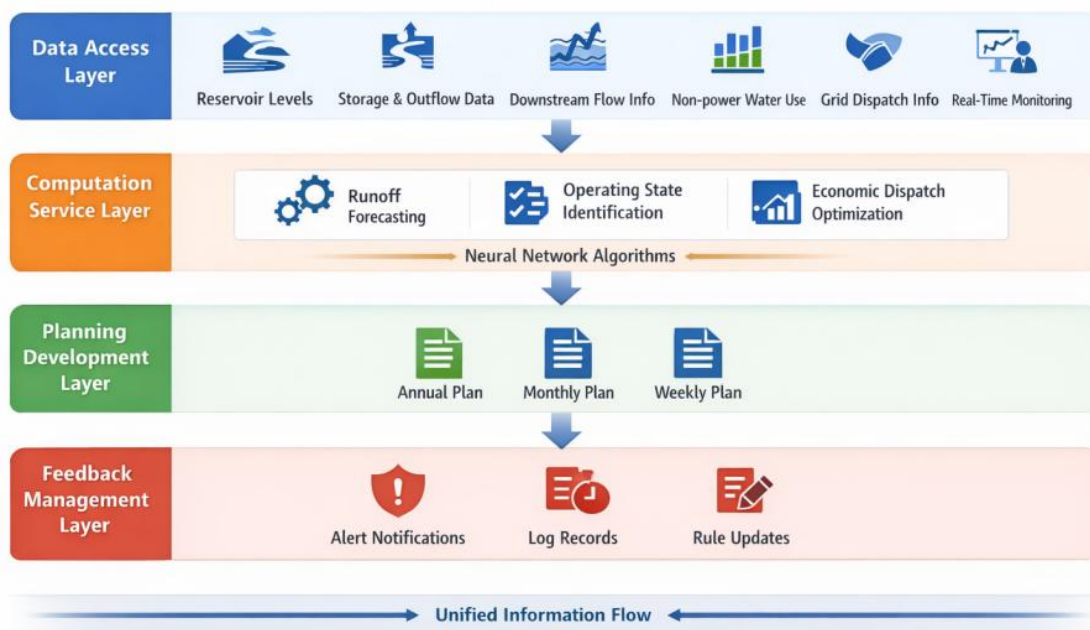 Data Access
Layer
Reservoir Levels
Storage & Outflow Data
Downstream Flow Info
Non-power Water Use
Grid Dispatch Info
Real-Time Monitoring
Computation
Service Layer
Runoff
Forecasting
Operating State
Identification
Economic Dispatch
Optimization
Neural Network Algorithms
Planning
Development
Layer
Annual Plan
Monthly Plan
Weekly Plan
Feedback
Management
Layer
Alert Notifications
Log Records
Rule Updates
Unified Information Flow